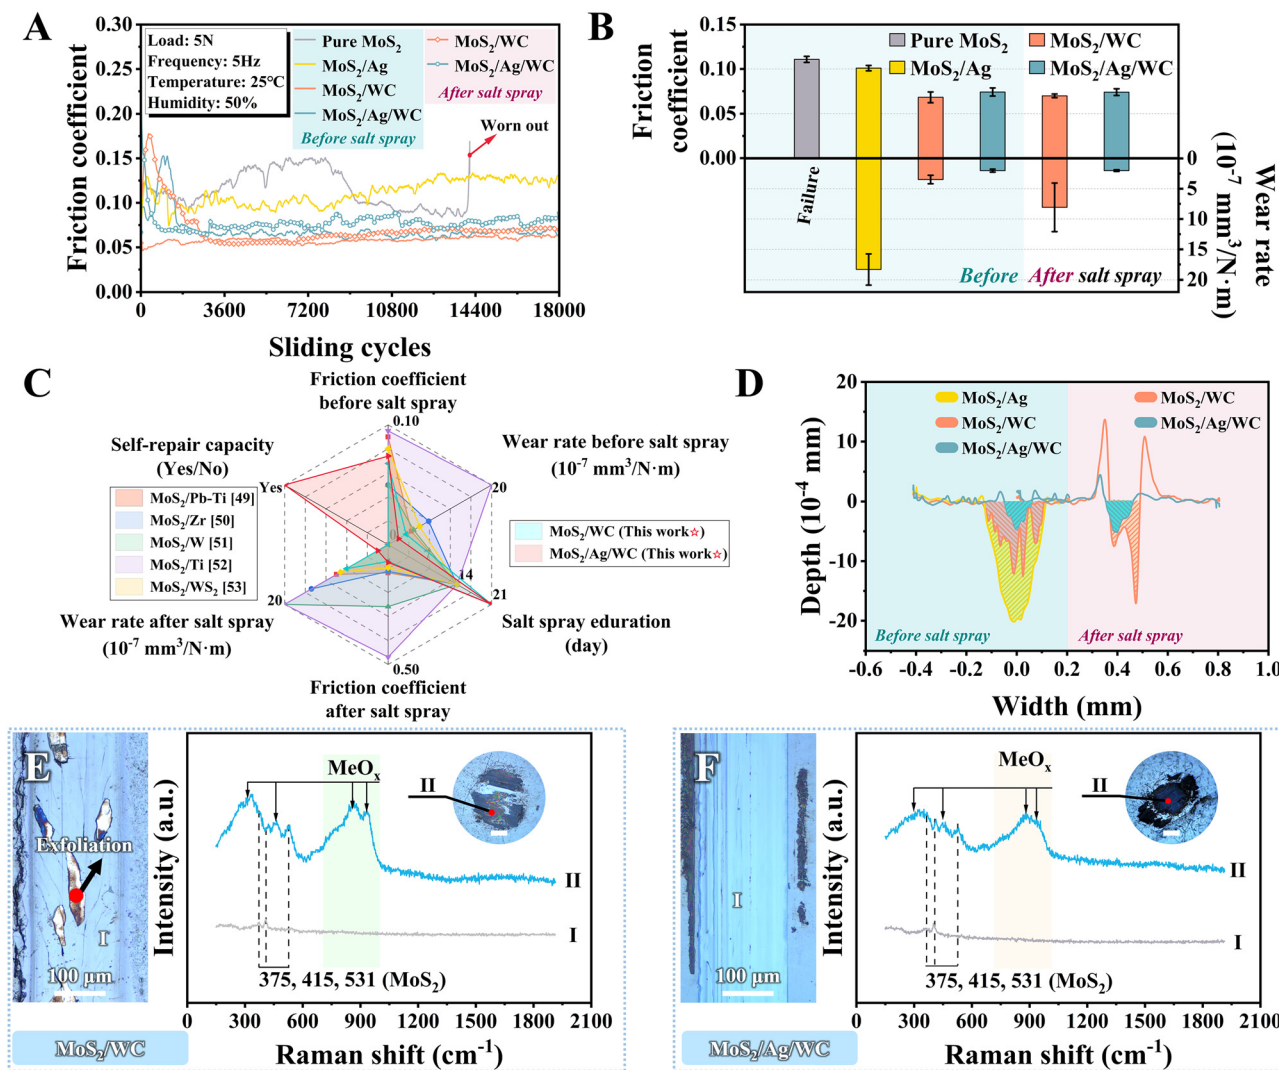 A
0.30
0.25
0.20
0.15
0.10
0.05
0.00
Friction coefficient
Load: 5N
Frequency: 5Hz
Temperature: 25°C
Humidity: 50%
Pure MoS₂
MoS₂/Ag
MoS₂/WC
MoS₂/Ag/WC
Before salt spray
MoS₂/WC
MoS₂/Ag/WC
After salt spray
Worn out
0 3600 7200 10800 14400 18000
Sliding cycles
B
0.15
0.10
0.05
0.00
Friction
coefficient
Pure MoS₂
MoS₂/WC
MoS₂/Ag
MoS₂/Ag/WC
Failure
Before
After salt spray
0
5
10
15
20
Wear rate
(10⁻⁷ mm³/N·m)
C
Friction coefficient
before salt spray
0.10
Self-repair capacity
(Yes/No)
Wear rate before salt spray
(10⁻⁷ mm³/N·m)
Yes
20
0
MoS₂/Pb-Ti [49]
MoS₂/Zr [50]
MoS₂/W [51]
MoS₂/Ti [52]
MoS₂/WS₂ [53]
MoS₂/WC (This work☆)
MoS₂/Ag/WC (This work☆)
14
20
21
Wear rate after salt spray
(10⁻⁷ mm³/N·m)
Salt spray eduration
(day)
0.50
Friction coefficient
after salt spray
D
20
10
0
-10
-20
Depth (10⁻⁴ mm)
MoS₂/Ag
MoS₂/WC
MoS₂/Ag/WC
MoS₂/WC
MoS₂/Ag/WC
Before salt spray
After salt spray
-0.6 -0.4 -0.2 0.0 0.2 0.4 0.6 0.8 1.0
Width (mm)
E
Exfoliation
I
100 μm
MoS₂/WC
Intensity (a.u.)
MeOₓ
II
II
I
375, 415, 531 (MoS₂)
0 300 600 900 1200 1500 1800 2100
Raman shift (cm⁻¹)
F
I
100 μm
MoS₂/Ag/WC
Intensity (a.u.)
MeOₓ
II
II
I
375, 415, 531 (MoS₂)
0 300 600 900 1200 1500 1800 2100
Raman shift (cm⁻¹)